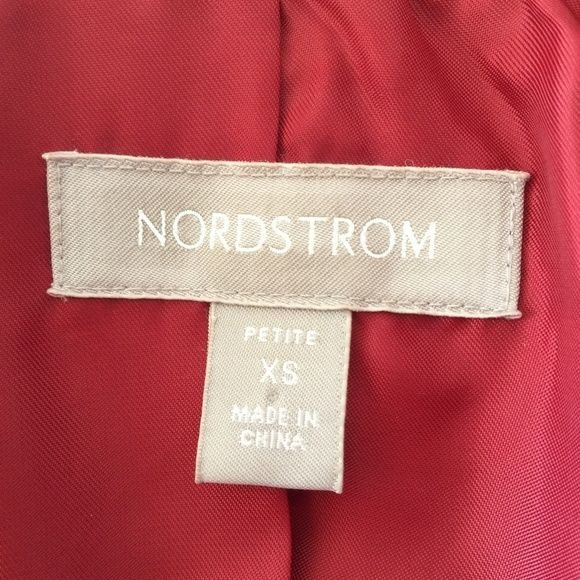 NORDSTROM
PETITE
XS
MADE IN
CHINA